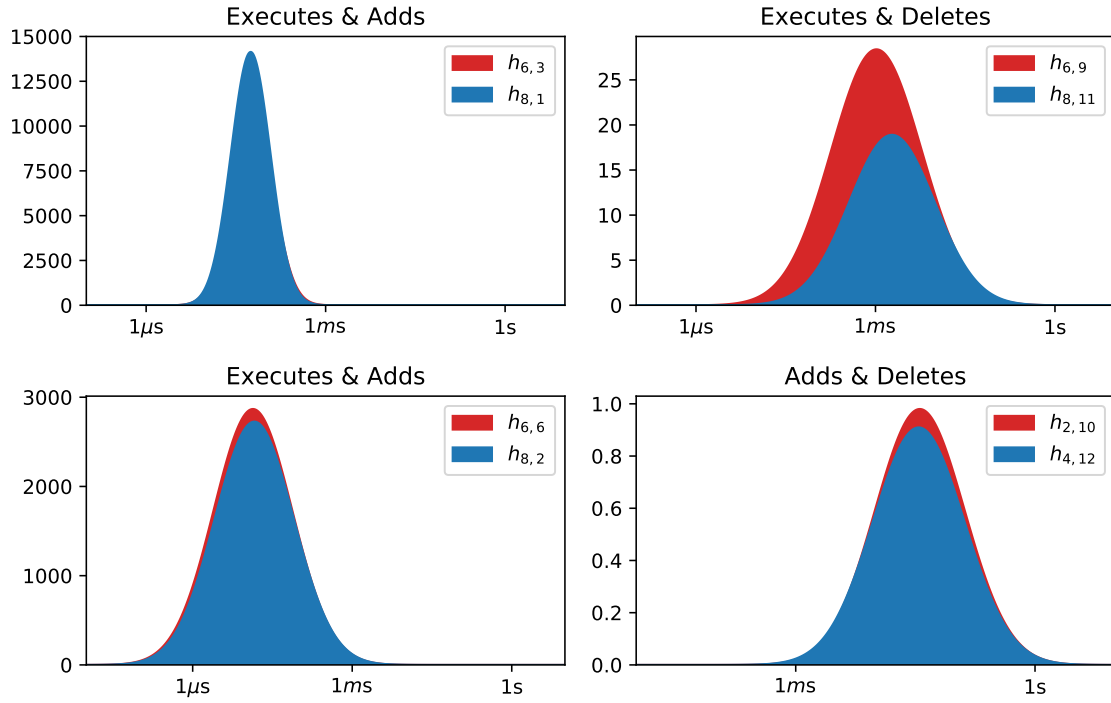 Executes & Adds
15000
12500
10000
7500
5000
2500
0
h6, 3
h8, 1
1μs
1ms
1s
Executes & Deletes
25
20
15
10
5
0
h6, 9
h8, 11
1μs
1ms
1s
Executes & Adds
3000
2000
1000
0
h6, 6
h8, 2
1μs
1ms
1s
Adds & Deletes
1.0
0.8
0.6
0.4
0.2
0.0
h2, 10
h4, 12
1ms
1s